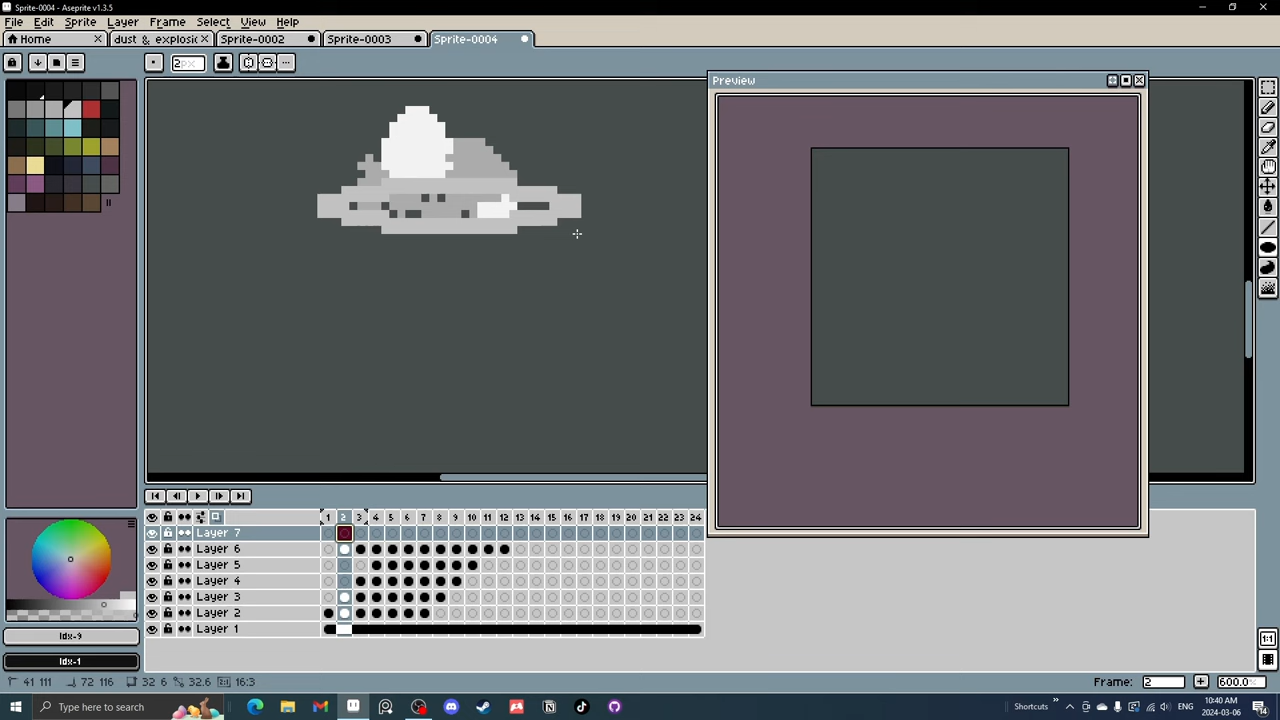 Sprite-0004 - Aseprite v1.3.5
File Edit Sprite Layer Frame Select View Help
Home dust & explosic Sprite-0002 Sprite-0003 Sprite-0004
2px
Preview
1 2 3 4 5 6 7 8 9 10 11 12 13 14 15 16 17 18 19 20 21 22 23 24
Layer 7
Layer 6
Layer 5
Layer 4
Layer 3
Layer 2
Layer 1
Idx-9
Idx-1
1:1
41 111 72 116 32 6 32.6 16:3
Frame: 2 600.0
Type here to search
Shortcuts
ENG
10:40 AM
2024-03-06
14